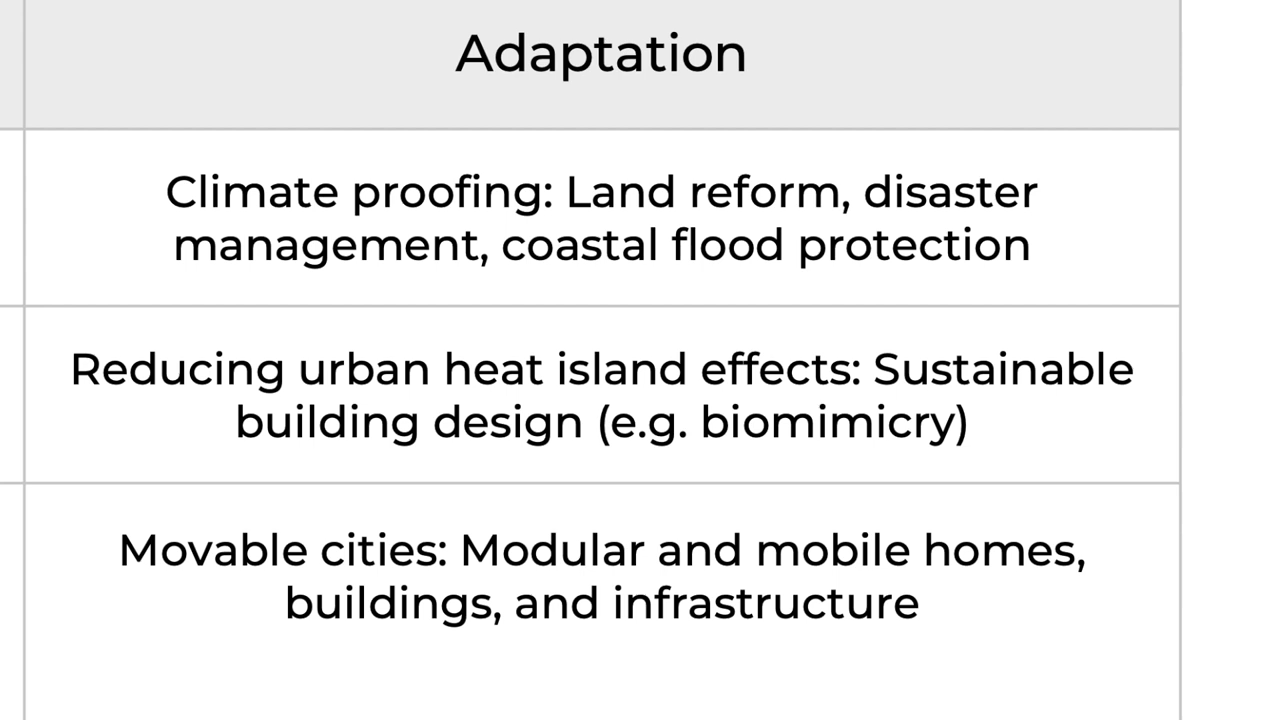 Adaptation
Climate proofing: Land reform, disaster
management, coastal flood protection
Reducing urban heat island effects: Sustainable
building design (e.g. biomimicry)
Movable cities: Modular and mobile homes,
buildings, and infrastructure